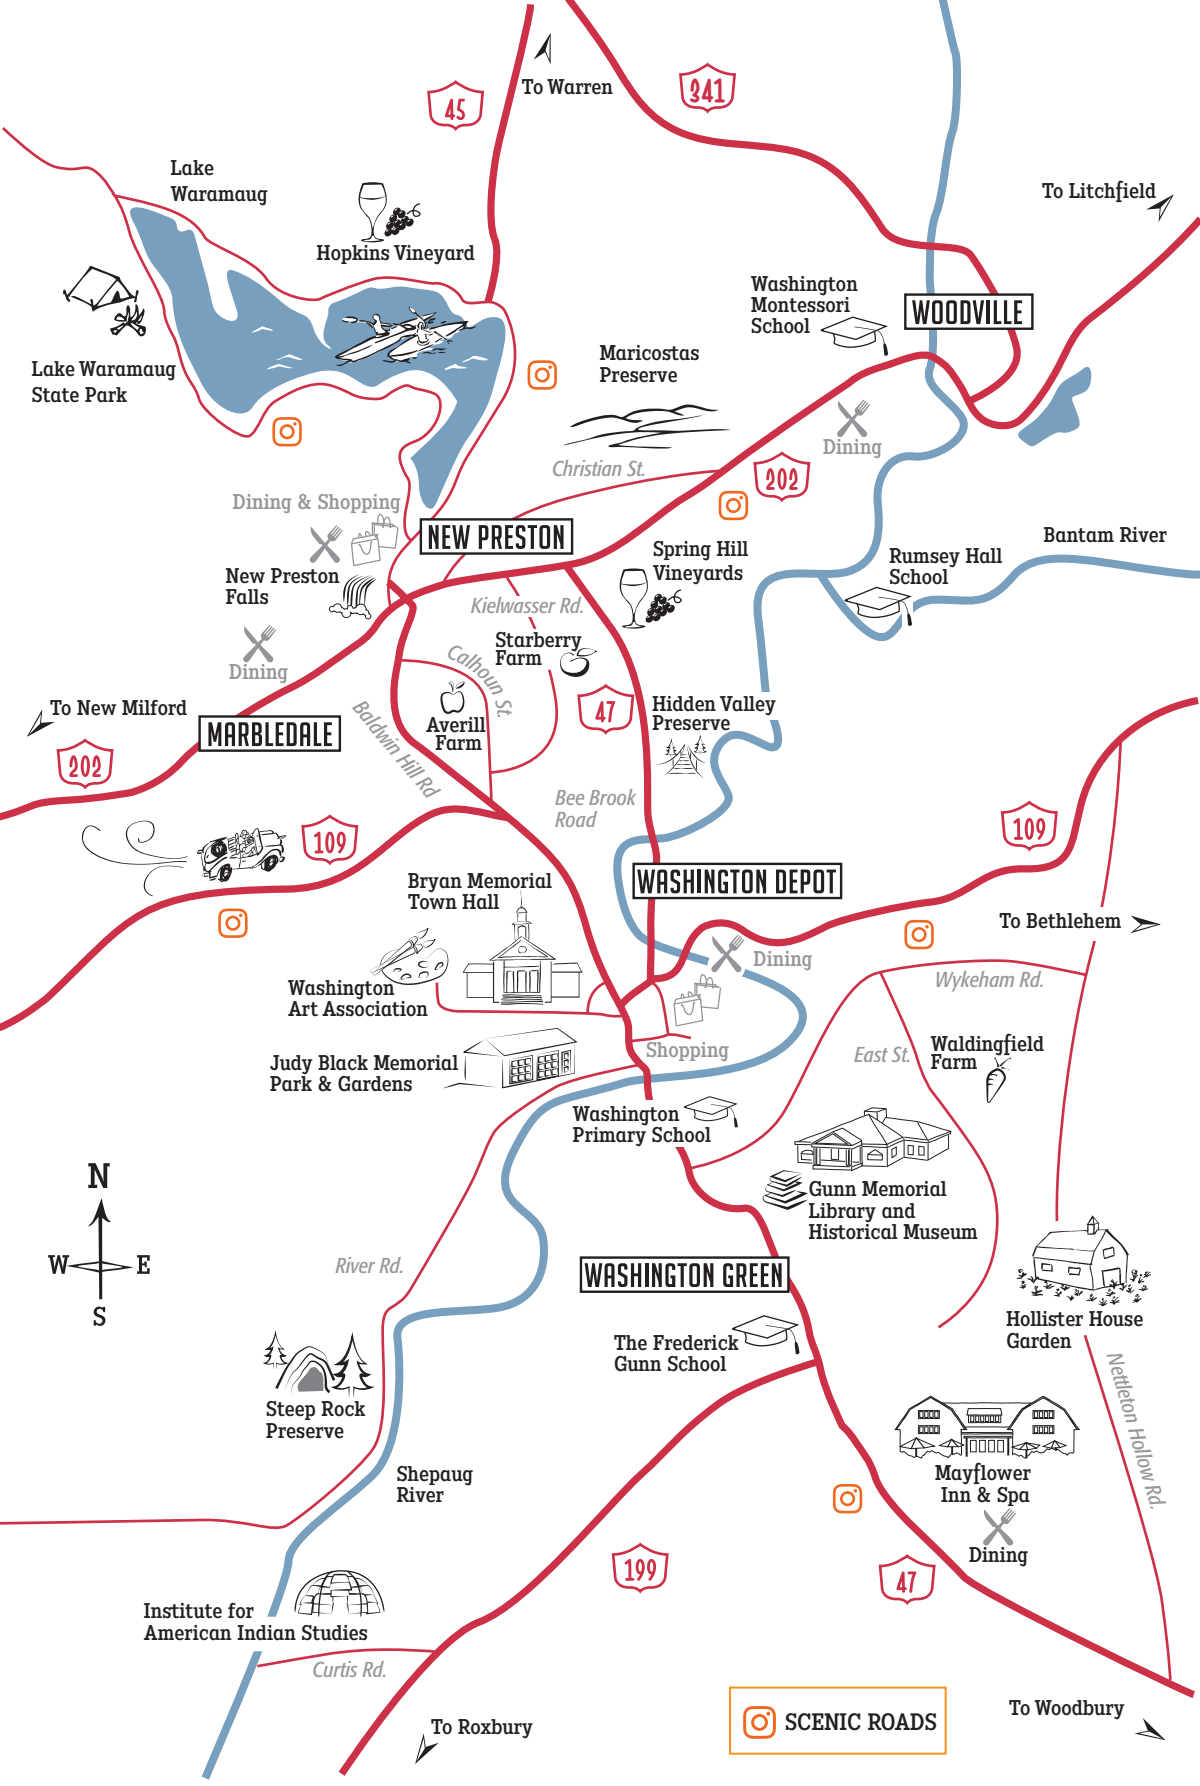 To Warren
45
341
Lake
Waramaug
To Litchfield
Hopkins Vineyard
Washington
Montessori
School
WOODVILLE
Lake Waramaug
State Park
Maricostas
Preserve
Dining
Christian St.
202
Dining & Shopping
NEW PRESTON
Bantam River
Spring Hill
Vineyards
Rumsey Hall
School
New Preston
Falls
Kielwasser Rd.
Starberry
Farm
Dining
Calhoun St.
To New Milford
MARBLEDALE
Baldwin Hill Rd
Averill
Farm
47
Hidden Valley
Preserve
202
Bee Brook
Road
109
109
Bryan Memorial
Town Hall
WASHINGTON DEPOT
To Bethlehem
Dining
Wykeham Rd.
Washington
Art Association
Shopping
East St.
Waldingfield
Farm
Judy Black Memorial
Park & Gardens
Washington
Primary School
N
W
E
S
Gunn Memorial
Library and
Historical Museum
River Rd.
WASHINGTON GREEN
Hollister House
Garden
The Frederick
Gunn School
Nettleton Hollow Rd.
Steep Rock
Preserve
Shepaug
River
Mayflower
Inn & Spa
Dining
199
47
Institute for
American Indian Studies
Curtis Rd.
To Roxbury
SCENIC ROADS
To Woodbury